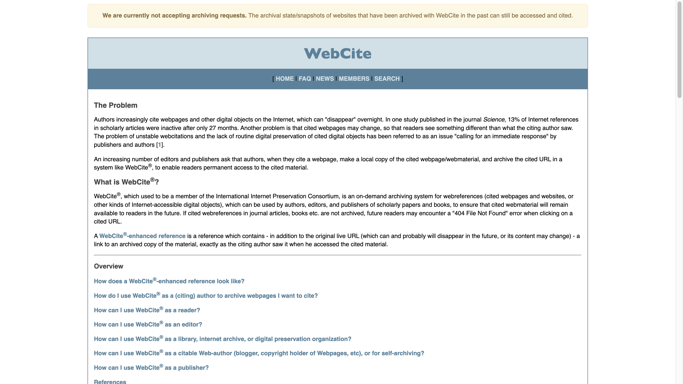 We are currently not accepting archiving requests. The archival state/snapshots of websites that have been archived with WebCite in the past can still be accessed and cited.
WebCite
[ HOME | FAQ | NEWS | MEMBERS | SEARCH ]
The Problem
Authors increasingly cite webpages and other digital objects on the Internet, which can "disappear" overnight. In one study published in the journal Science, 13% of Internet references
in scholarly articles were inactive after only 27 months. Another problem is that cited webpages may change, so that readers see something different than what the citing author saw.
The problem of unstable webcitations and the lack of routine digital preservation of cited digital objects has been referred to as an issue "calling for an immediate response" by
publishers and authors [1].
An increasing number of editors and publishers ask that authors, when they cite a webpage, make a local copy of the cited webpage/webmaterial, and archive the cited URL in a
system like WebCite®, to enable readers permanent access to the cited material.
What is WebCite®?
WebCite®, which used to be a member of the International Internet Preservation Consortium, is an on-demand archiving system for webreferences (cited webpages and websites, or
other kinds of Internet-accessible digital objects), which can be used by authors, editors, and publishers of scholarly papers and books, to ensure that cited webmaterial will remain
available to readers in the future. If cited webreferences in journal articles, books etc. are not archived, future readers may encounter a "404 File Not Found" error when clicking on a
cited URL.
A WebCite®-enhanced reference is a reference which contains - in addition to the original live URL (which can and probably will disappear in the future, or its content may change) - a
link to an archived copy of the material, exactly as the citing author saw it when he accessed the cited material.
Overview
How does a WebCite®-enhanced reference look like?
How do I use WebCite® as a (citing) author to archive webpages I want to cite?
How can I use WebCite® as a reader?
How can I use WebCite® as an editor?
How can I use WebCite® as a library, internet archive, or digital preservation organization?
How can I use WebCite® as a citable Web-author (blogger, copyright holder of Webpages, etc), or for self-archiving?
How can I use WebCite® as a publisher?
References